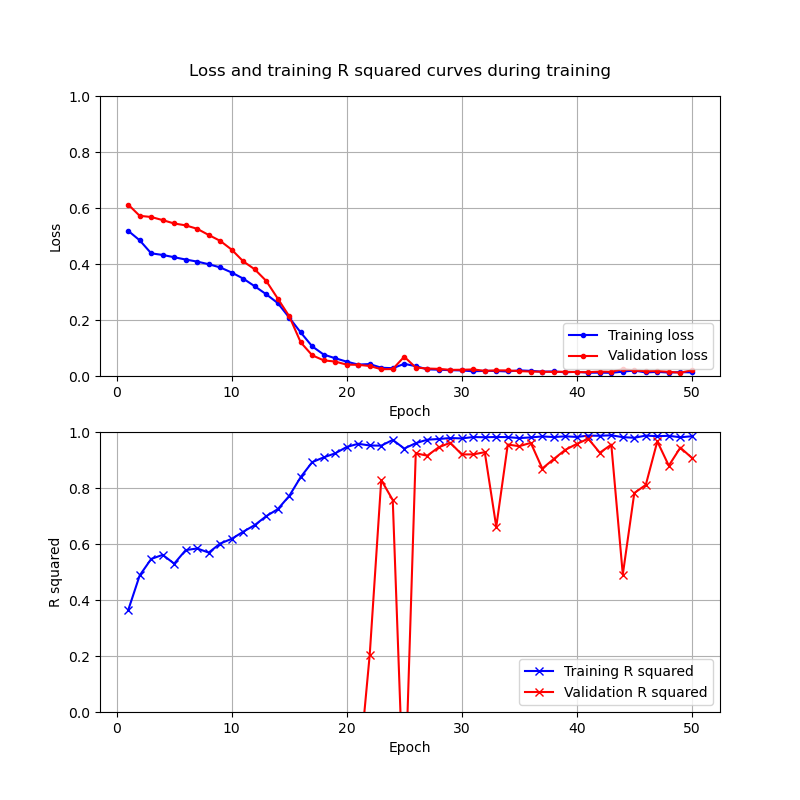 Loss and training R squared curves during training
1.0
0.8
0.6
0.4
0.2
0.0
Loss
0 10 20 30 40 50
Epoch
Training loss
Validation loss
1.0
0.8
0.6
0.4
0.2
0.0
R squared
0 10 20 30 40 50
Epoch
Training R squared
Validation R squared